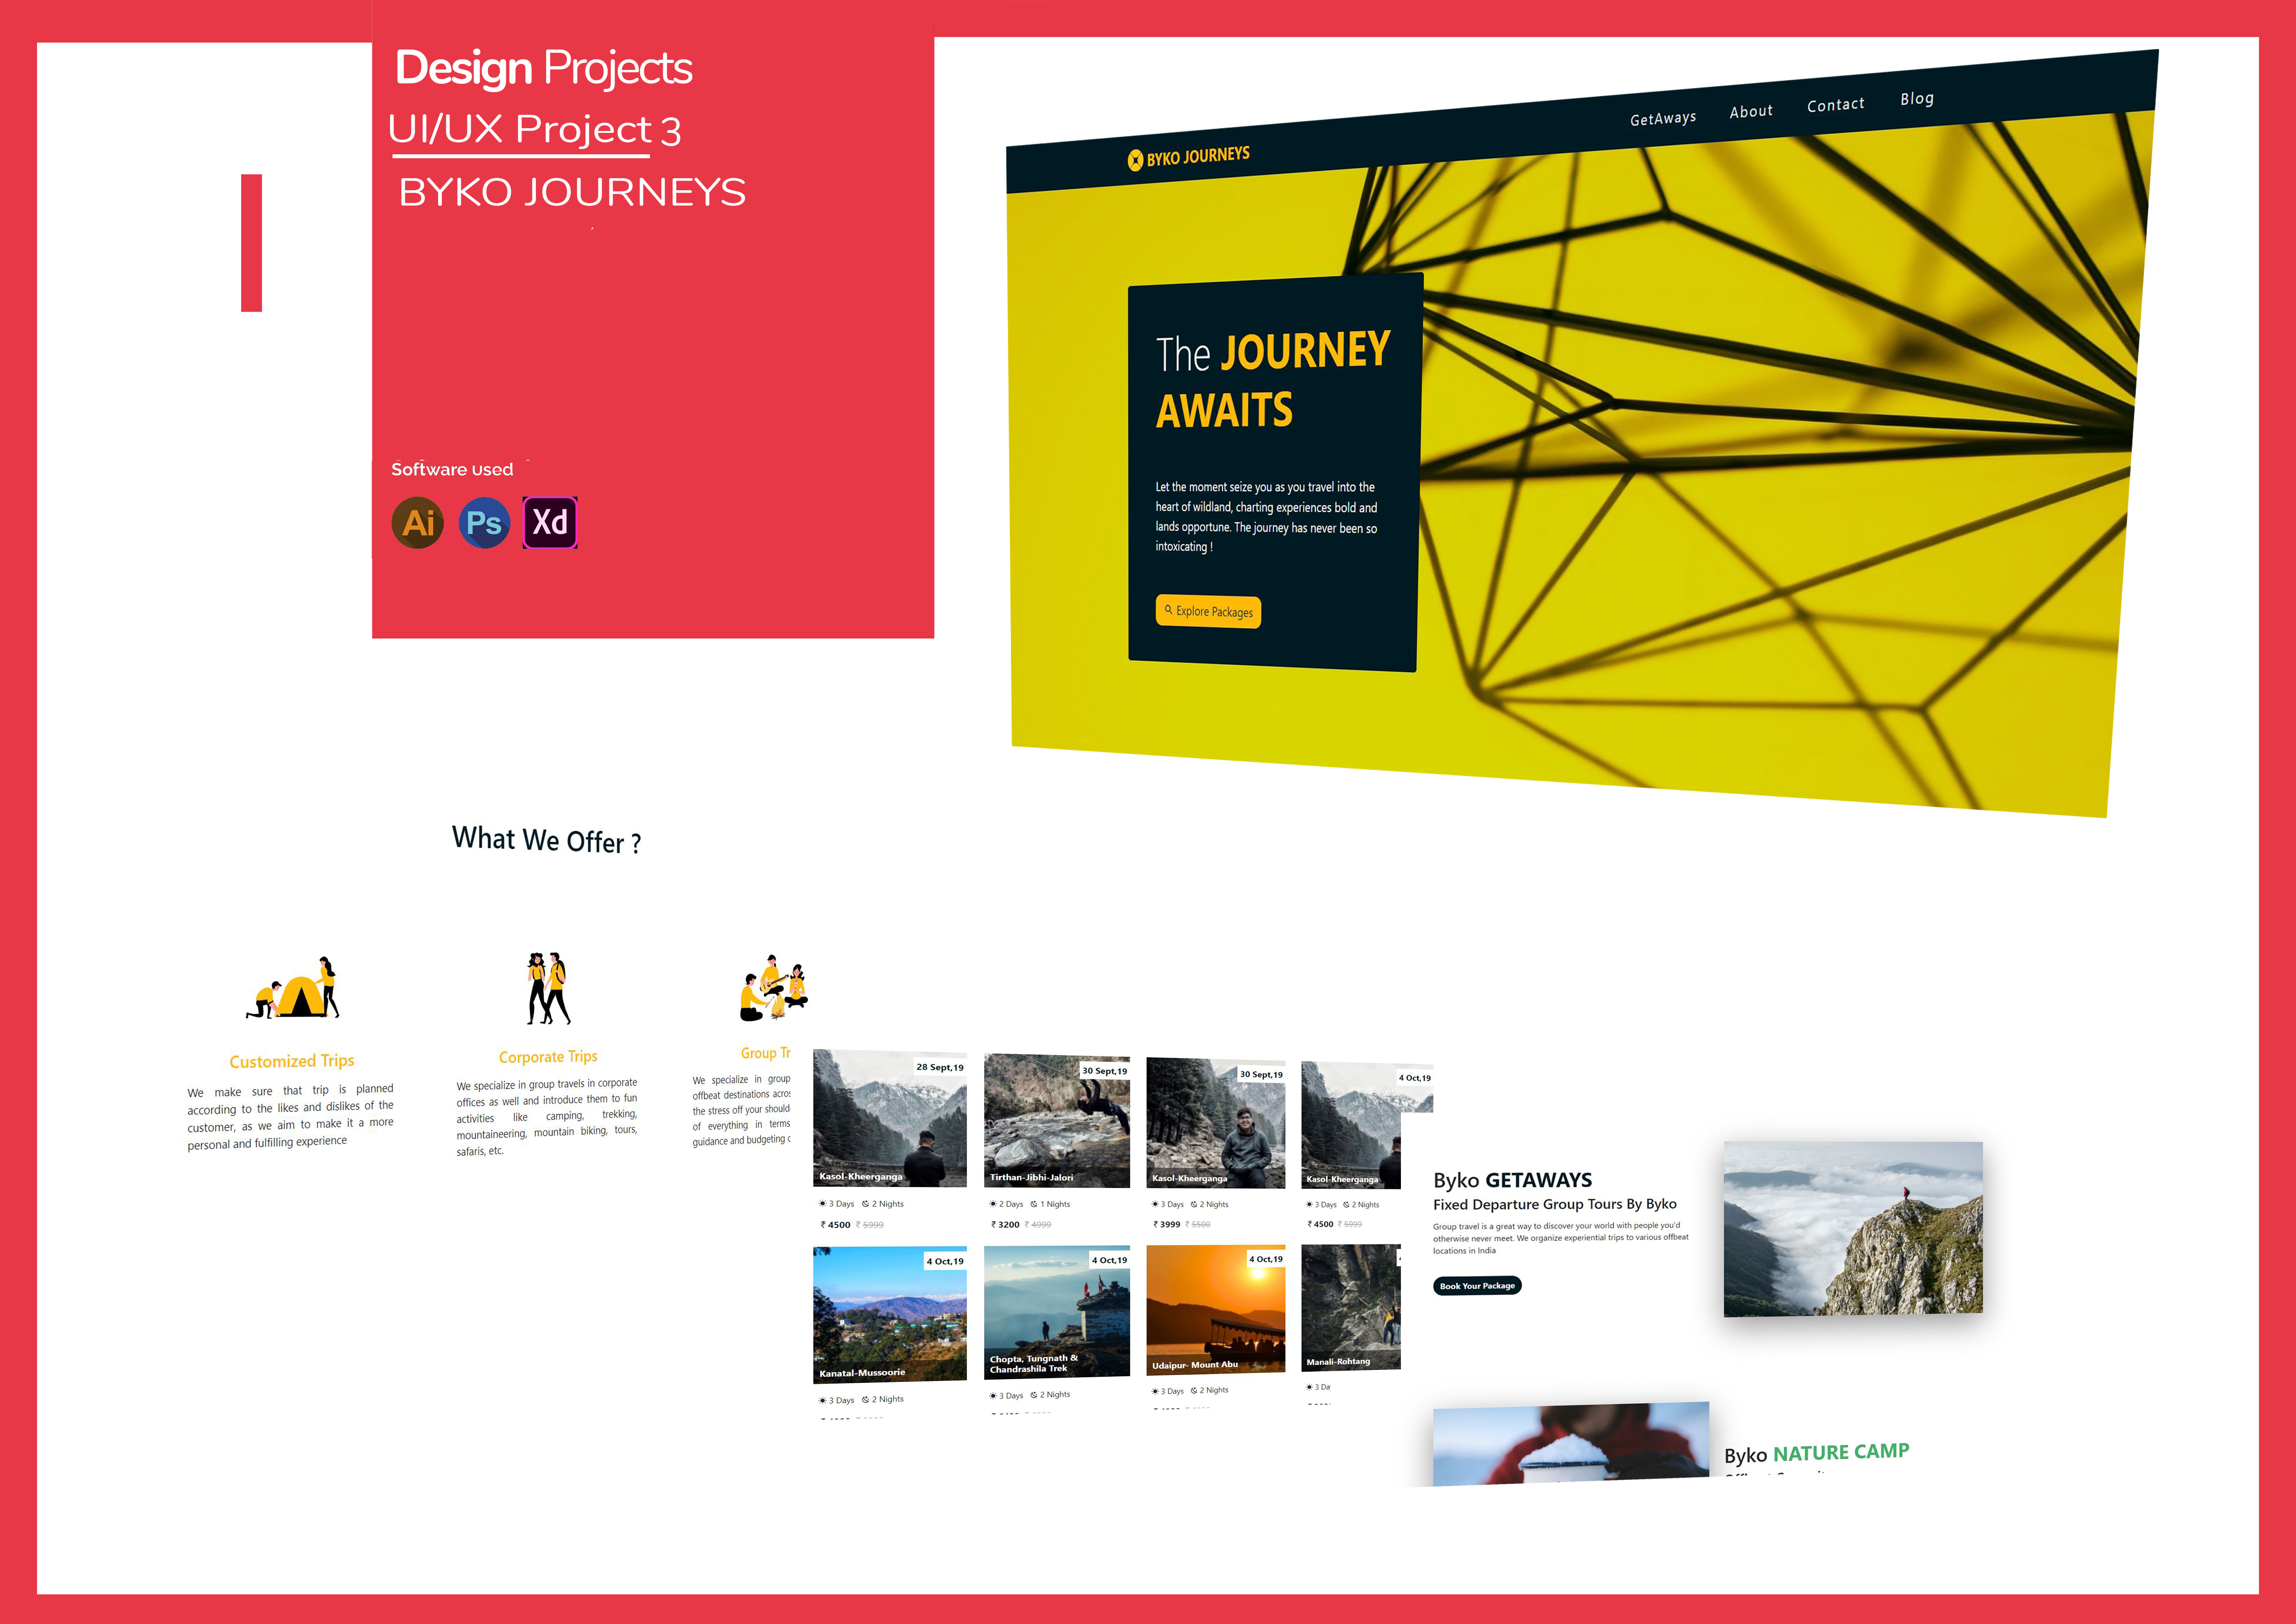 Design Projects
UI/UX Project 3
BYKO JOURNEYS
Software used
Ai Ps Xd
BYKO JOURNEYS
GetAways About Contact Blog
The JOURNEY
AWAITS
Let the moment seize you as you travel into the
heart of wildland, charting experiences bold and
lands opportune. The journey has never been so
intoxicating !
Explore Packages
What We Offer ?
Customized Trips
We make sure that trip is planned
according to the likes and dislikes of the
customer, as we aim to make it a more
personal and fulfilling experience
Corporate Trips
We specialize in group travels in corporate
offices as well and introduce them to fun
activities like camping, trekking,
mountaineering, mountain biking, tours,
safaris, etc.
Group Tr
We specialize in group
offbeat destinations acros
the stress off your should
of everything in terms
guidance and budgeting
28 Sept,19
Kasol-Kheerganga
3 Days 2 Nights
₹ 4500 ₹ 5999
30 Sept,19
Tirthan-Jibhi-Jalori
2 Days 1 Nights
₹ 3200 ₹ 4999
30 Sept,19
Kasol-Kheerganga
3 Days 2 Nights
₹ 3999 ₹ 5500
4 Oct,19
Kasol-Kheerganga
3 Days 2 Nights
₹ 4500 ₹ 5999
4 Oct,19
Kanatal-Mussoorie
3 Days 2 Nights
4 Oct,19
Chopta, Tungnath &
Chandrashila Trek
3 Days 2 Nights
4 Oct,19
Udaipur- Mount Abu
3 Days 2 Nights
Manali-Rohtang
3 Da
Byko GETAWAYS
Fixed Departure Group Tours By Byko
Group travel is a great way to discover your world with people you'd
otherwise never meet. We organize experiential trips to various offbeat
locations in India
Book Your Package
Byko NATURE CAMP